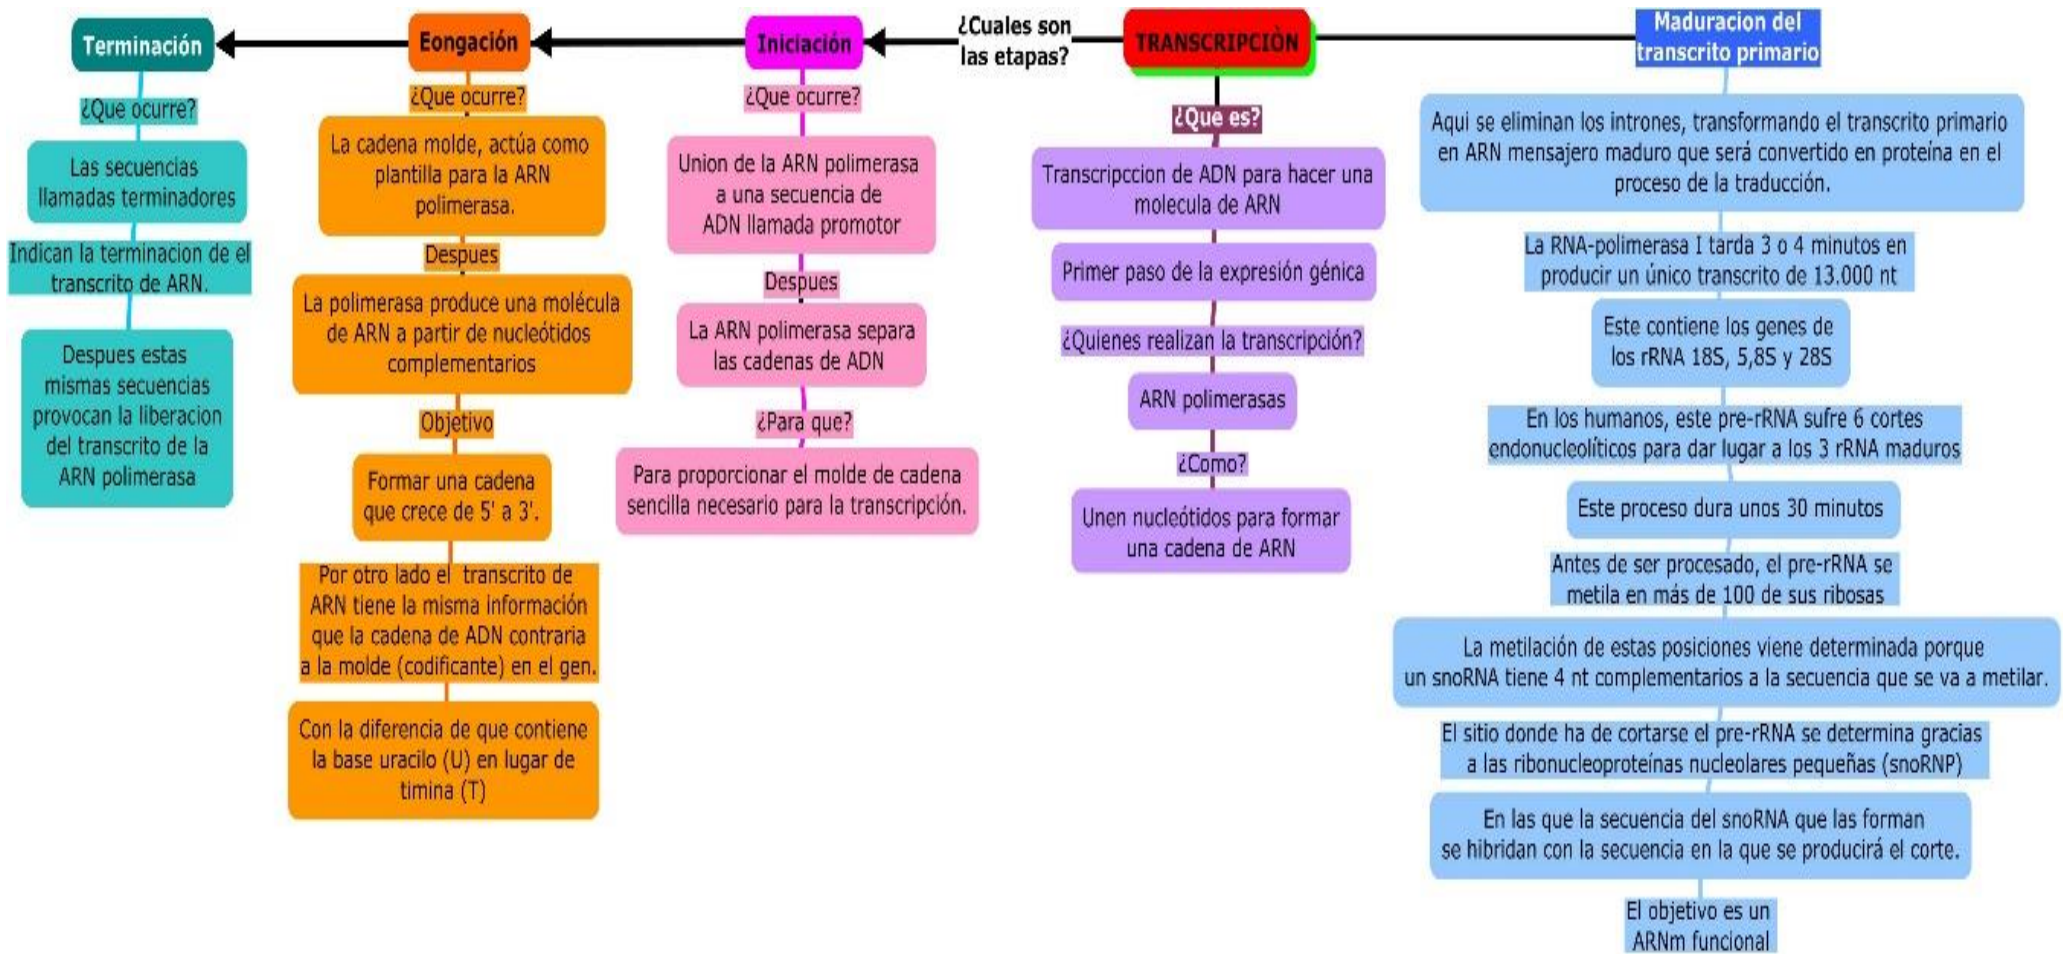 Terminación
¿Que ocurre?
Las secuencias
llamadas terminadores
Indican la terminacion de el
transcrito de ARN.
Despues estas
mismas secuencias
provocan la liberacion
del transcrito de la
ARN polimerasa
Eongación
¿Que ocurre?
La cadena molde, actúa como
plantilla para la ARN
polimerasa.
Despues
La polimerasa produce una molécula
de ARN a partir de nucleótidos
complementarios
Objetivo
Formar una cadena
que crece de 5' a 3'.
Por otro lado el transcrito de
ARN tiene la misma información
que la cadena de ADN contraria
a la molde (codificante) en el gen.
Con la diferencia de que contiene
la base uracilo (U) en lugar de
timina (T)
Iniciación
¿Que ocurre?
Union de la ARN polimerasa
a una secuencia de
ADN llamada promotor
Despues
La ARN polimerasa separa
las cadenas de ADN
¿Para que?
Para proporcionar el molde de cadena
sencilla necesario para la transcripción.
¿Cuales son
las etapas?
TRANSCRIPCIÒN
¿Que es?
Transcripccion de ADN para hacer una
molecula de ARN
Primer paso de la expresión génica
¿Quienes realizan la transcripción?
ARN polimerasas
¿Como?
Unen nucleótidos para formar
una cadena de ARN
Maduracion del
transcrito primario
Aqui se eliminan los intrones, transformando el transcrito primario
en ARN mensajero maduro que será convertido en proteína en el
proceso de la traducción.
La RNA-polimerasa I tarda 3 o 4 minutos en
producir un único transcrito de 13.000 nt
Este contiene los genes de
los rRNA 18S, 5,8S y 28S
En los humanos, este pre-rRNA sufre 6 cortes
endonucleolíticos para dar lugar a los 3 rRNA maduros
Este proceso dura unos 30 minutos
Antes de ser procesado, el pre-rRNA se
metila en más de 100 de sus ribosas
La metilación de estas posiciones viene determinada porque
un snoRNA tiene 4 nt complementarios a la secuencia que se va a metilar.
El sitio donde ha de cortarse el pre-rRNA se determina gracias
a las ribonucleoproteínas nucleolares pequeñas (snoRNP)
En las que la secuencia del snoRNA que las forman
se hibridan con la secuencia en la que se producirá el corte.
El objetivo es un
ARNm funcional